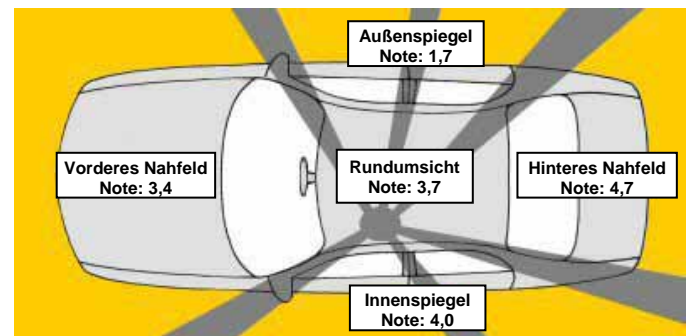 Außenspiegel
Note: 1,7
Vorderes Nahfeld
Note: 3,4
Rundumsicht
Note: 3,7
Hinteres Nahfeld
Note: 4,7
Innenspiegel
Note: 4,0